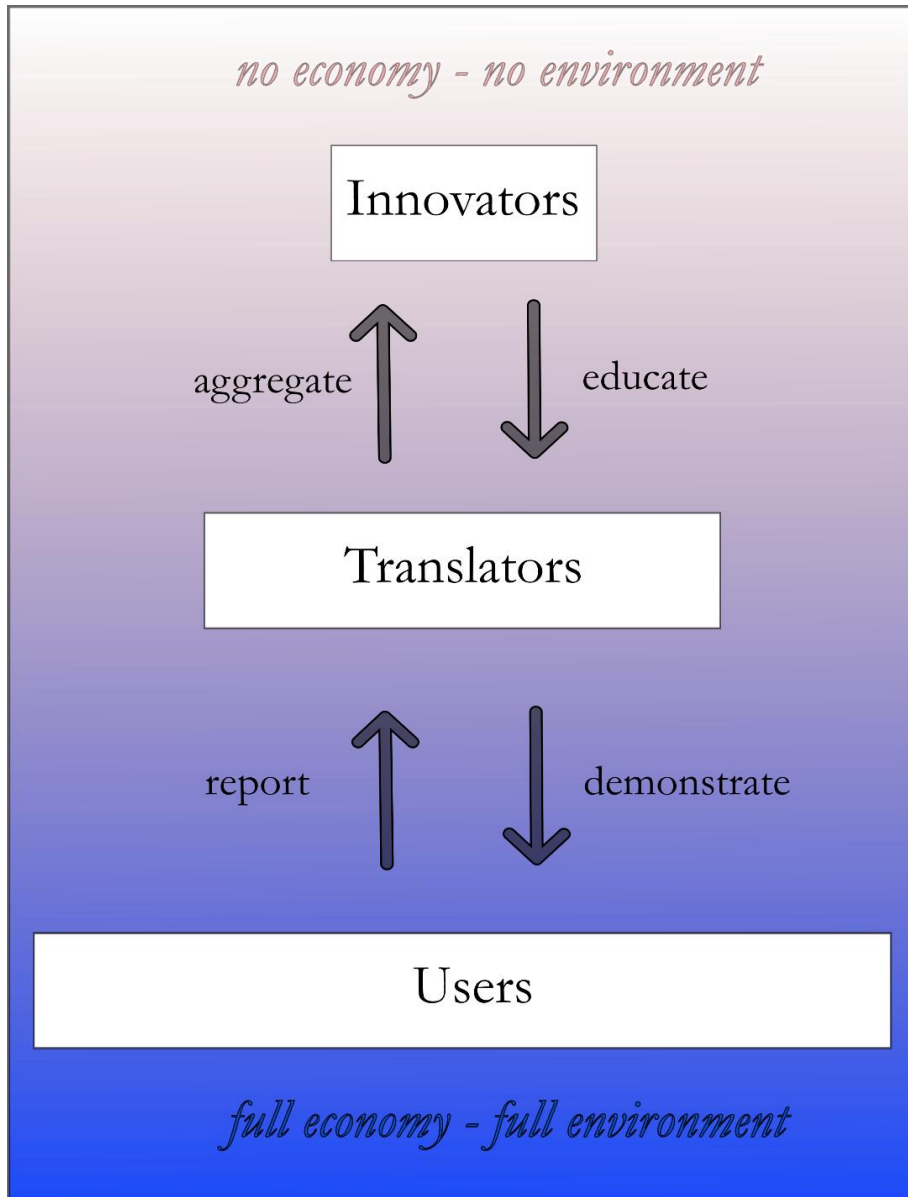 no economy - no environment
Innovators
aggregate
educate
Translators
report
demonstrate
Users
full economy - full environment